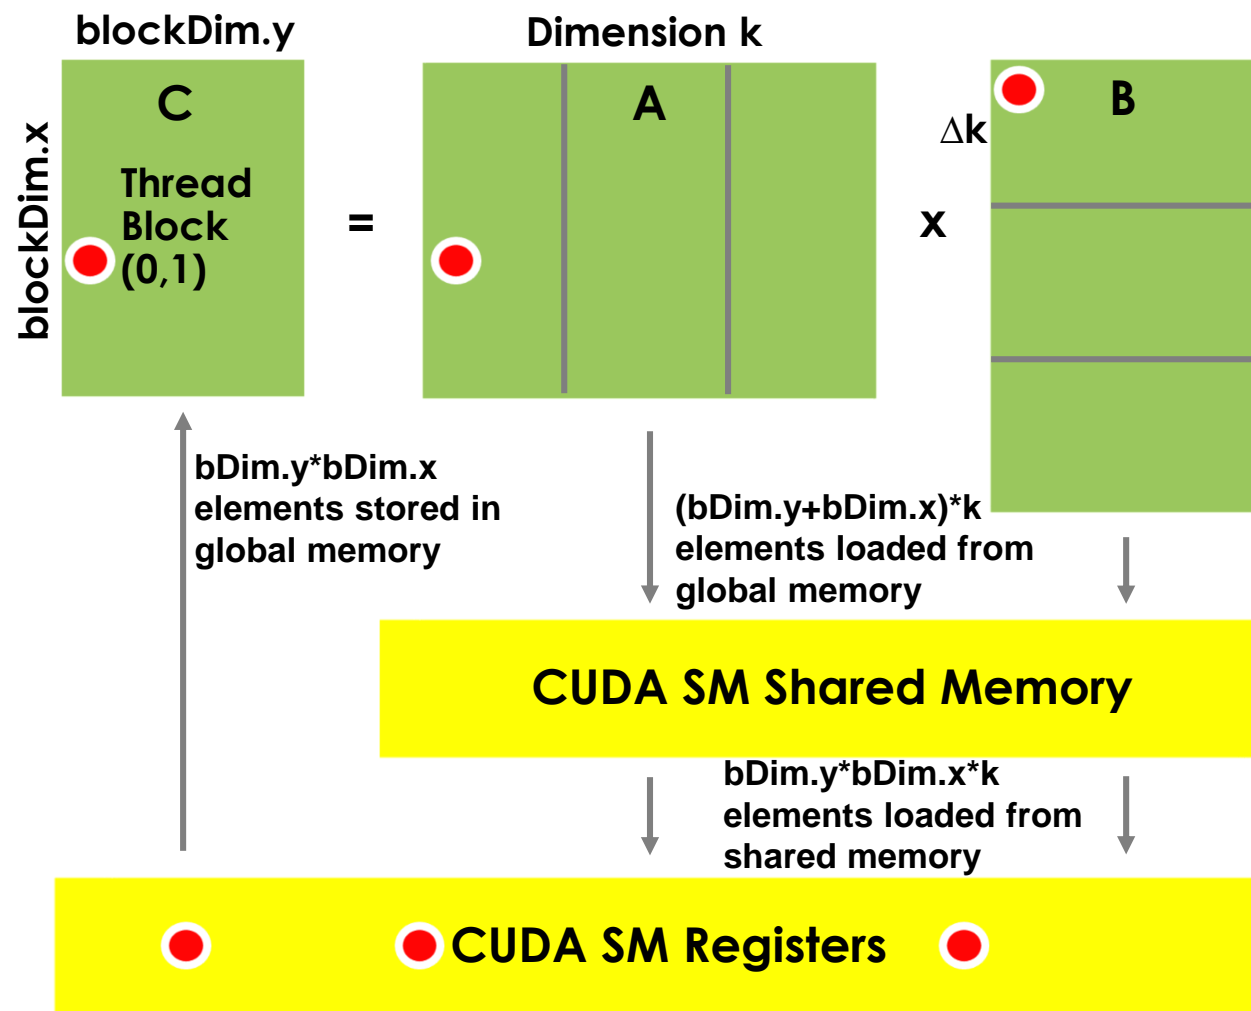 blockDim.y
Dimension k
blockDim.x
C
Thread
Block
(0,1)
=
A
x
Δk
B
bDim.y*bDim.x
elements stored in
global memory
(bDim.y+bDim.x)*k
elements loaded from
global memory
CUDA SM Shared Memory
bDim.y*bDim.x*k
elements loaded from
shared memory
CUDA SM Registers